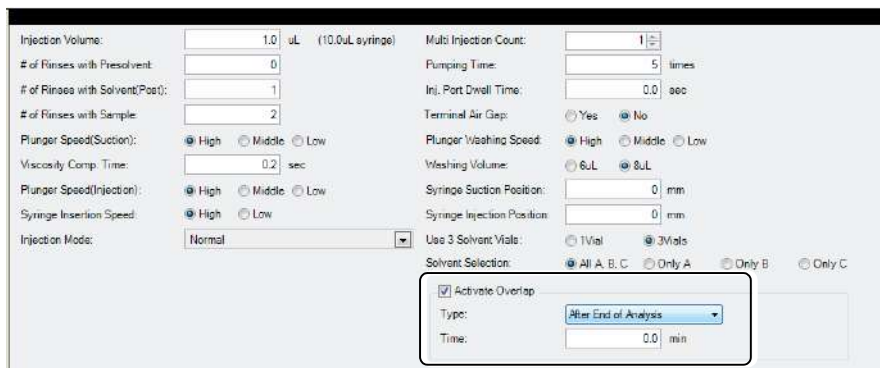 Injection Volume: 1.0 uL (10.0uL syringe)
# of Rinses with Presolvent: 0
# of Rinses with Solvent(Post): 1
# of Rinses with Sample: 2
Plunger Speed(Suction): High Middle Low
Viscosity Comp. Time: 0.2 sec
Plunger Speed(Injection): High Middle Low
Syringe Insertion Speed: High Low
Injection Mode: Normal
Multi Injection Count: 1
Pumping Time: 5 times
Inj. Port Dwell Time: 0.0 sec
Terminal Air Gap: Yes No
Plunger Washing Speed: High Middle Low
Washing Volume: 6uL 8uL
Syringe Suction Position: 0 mm
Syringe Injection Position: 0 mm
Use 3 Solvent Vials: 1Vial 3Vials
Solvent Selection: All A, B, C Only A Only B Only C
Activate Overlap
Type: After End of Analysis
Time: 0.0 min